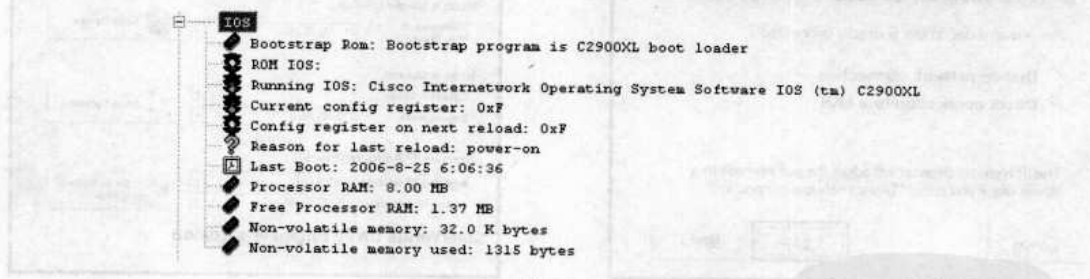 IOS
Bootstrap Rom: Bootstrap program is C2900XL boot loader
ROM IOS:
Running IOS: Cisco Internetwork Operating System Software IOS (tm) C2900XL
Current config register: 0xF
Config register on next reload: 0xF
Reason for last reload: power-on
Last Boot: 2006-8-25 6:06:36
Processor RAM: 8.00 MB
Free Processor RAM: 1.37 MB
Non-volatile memory: 32.0 K bytes
Non-volatile memory used: 1315 bytes